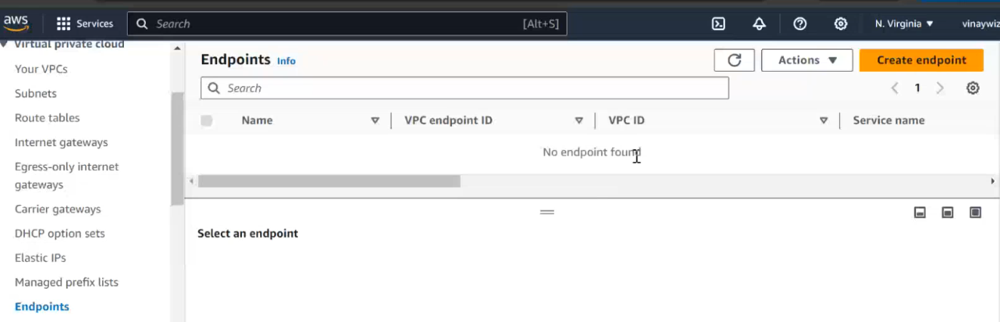 aws Services Search [Alt+S] N. Virginia vinaywiz
Virtual private cloud
Your VPCs
Subnets
Route tables
Internet gateways
Egress-only internet
gateways
Carrier gateways
DHCP option sets
Elastic IPs
Managed prefix lists
Endpoints
Endpoints Info Actions Create endpoint
Search 1
Name VPC endpoint ID VPC ID Service name
No endpoint found
Select an endpoint